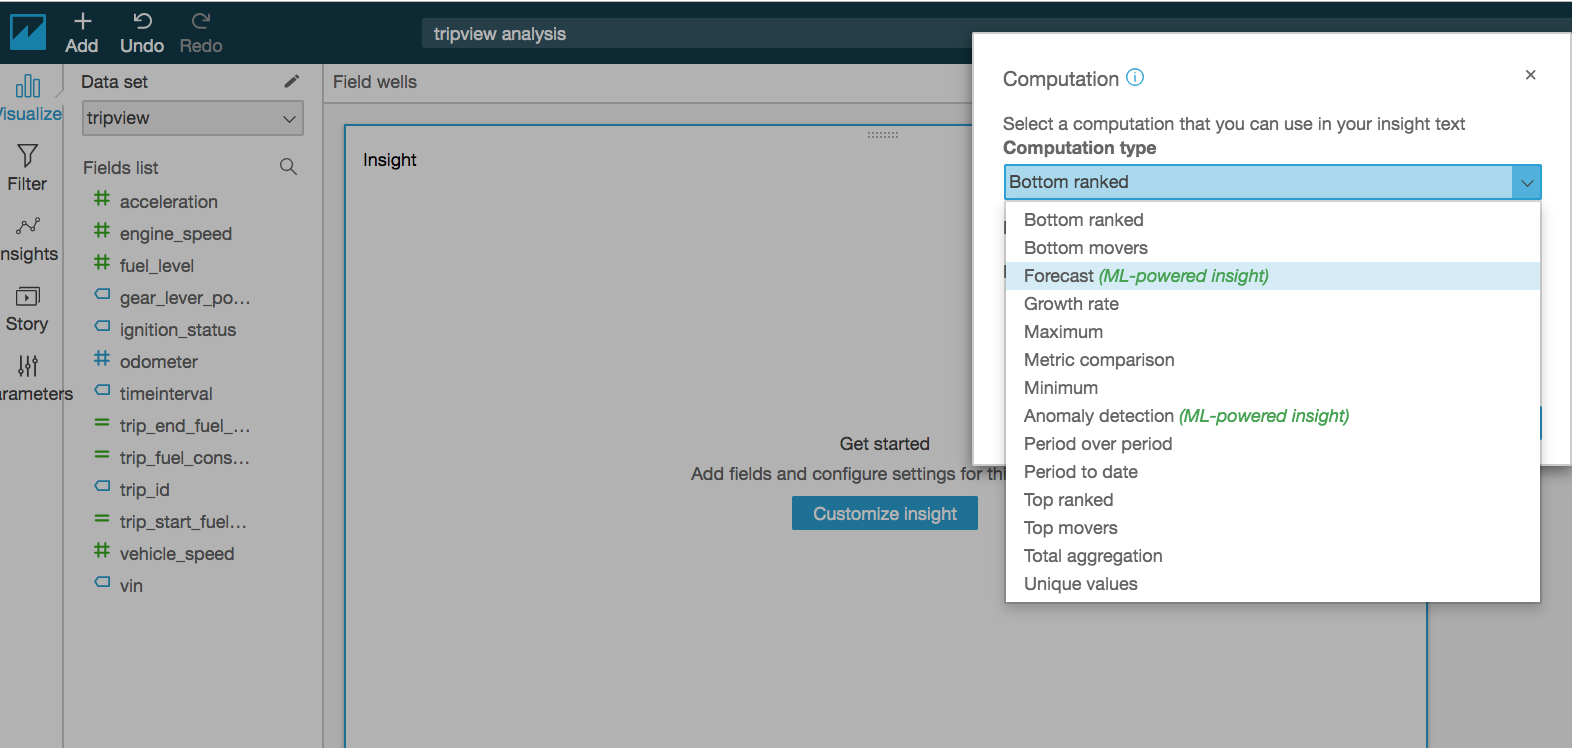 Add
Undo
Redo
tripview analysis
Visualize
Filter
nsights
Story
rameters
Data set
tripview
Fields list
acceleration
engine_speed
fuel_level
gear_lever_po...
ignition_status
odometer
timeinterval
trip_end_fuel_...
trip_fuel_cons...
trip_id
trip_start_fuel...
vehicle_speed
vin
Field wells
Insight
Get started
Add fields and configure settings for thi
Customize insight
Computation
Select a computation that you can use in your insight text
Computation type
Bottom ranked
Bottom ranked
Bottom movers
Forecast (ML-powered insight)
Growth rate
Maximum
Metric comparison
Minimum
Anomaly detection (ML-powered insight)
Period over period
Period to date
Top ranked
Top movers
Total aggregation
Unique values